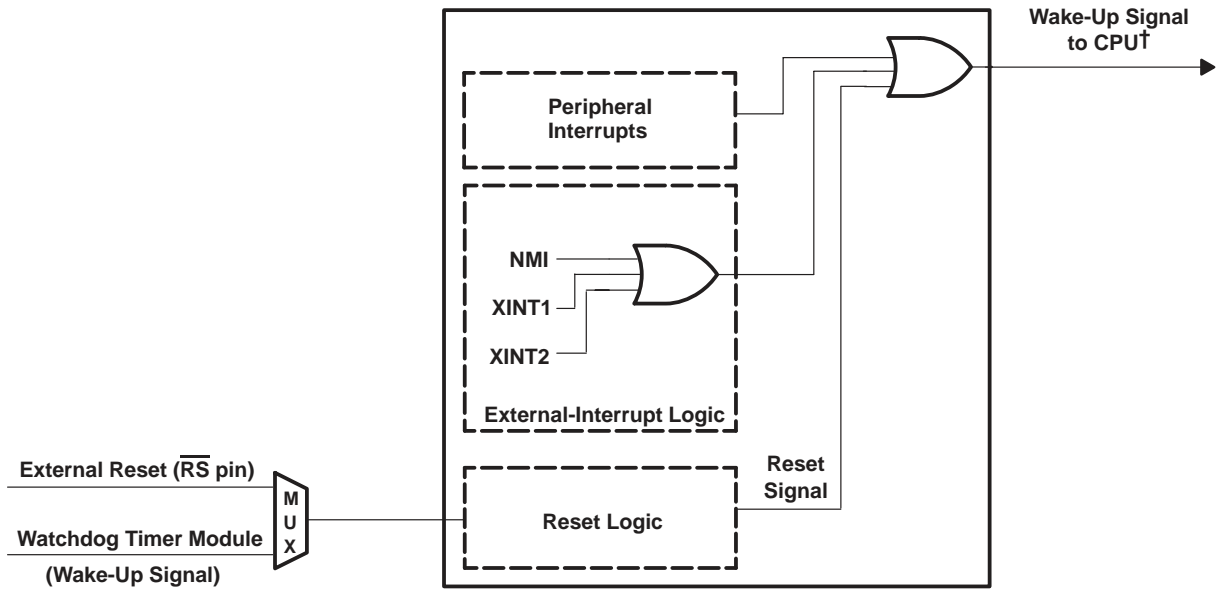 Wake-Up Signal
to CPU†
Peripheral
Interrupts
NMI
XINT1
XINT2
External-Interrupt Logic
External Reset (R̅S̅ pin)
M
U
X
Watchdog Timer Module
(Wake-Up Signal)
Reset Logic
Reset
Signal